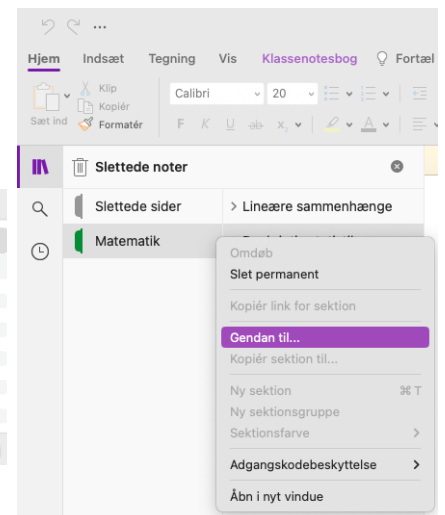 Hjem Indsæt Tegning Vis Klassenotesbog Fortæl
Klip
Kopiér
Sæt ind Formatér
Calibri 20
F K U ab X₂ A
Slettede noter
Slettede sider
Lineære sammenhænge
Matematik
Omdøb
Slet permanent
Kopiér link for sektion
Gendan til...
Kopiér sektion til...
Ny sektion ⌘ T
Ny sektionsgruppe
Sektionsfarve
Adgangskodebeskyttelse
Åbn i nyt vindue